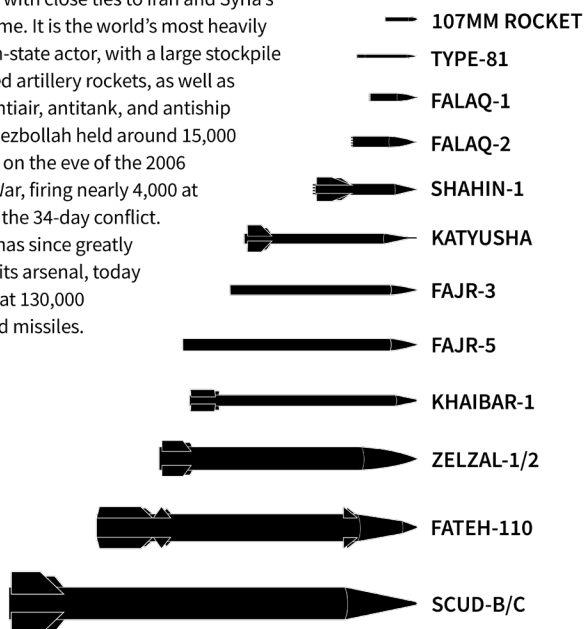 with close ties to Iran and Syria's
me. It is the world's most heavily
n-state actor, with a large stockpile
ed artillery rockets, as well as
ntiair, antitank, and antiship
ezbollah held around 15,000
on the eve of the 2006
War, firing nearly 4,000 at
the 34-day conflict.
has since greatly
its arsenal, today
at 130,000
d missiles.
107MM ROCKET
TYPE-81
FALAQ-1
FALAQ-2
SHAHIN-1
KATYUSHA
FAJR-3
FAJR-5
KHAIBAR-1
ZELZAL-1/2
FATEH-110
SCUD-B/C